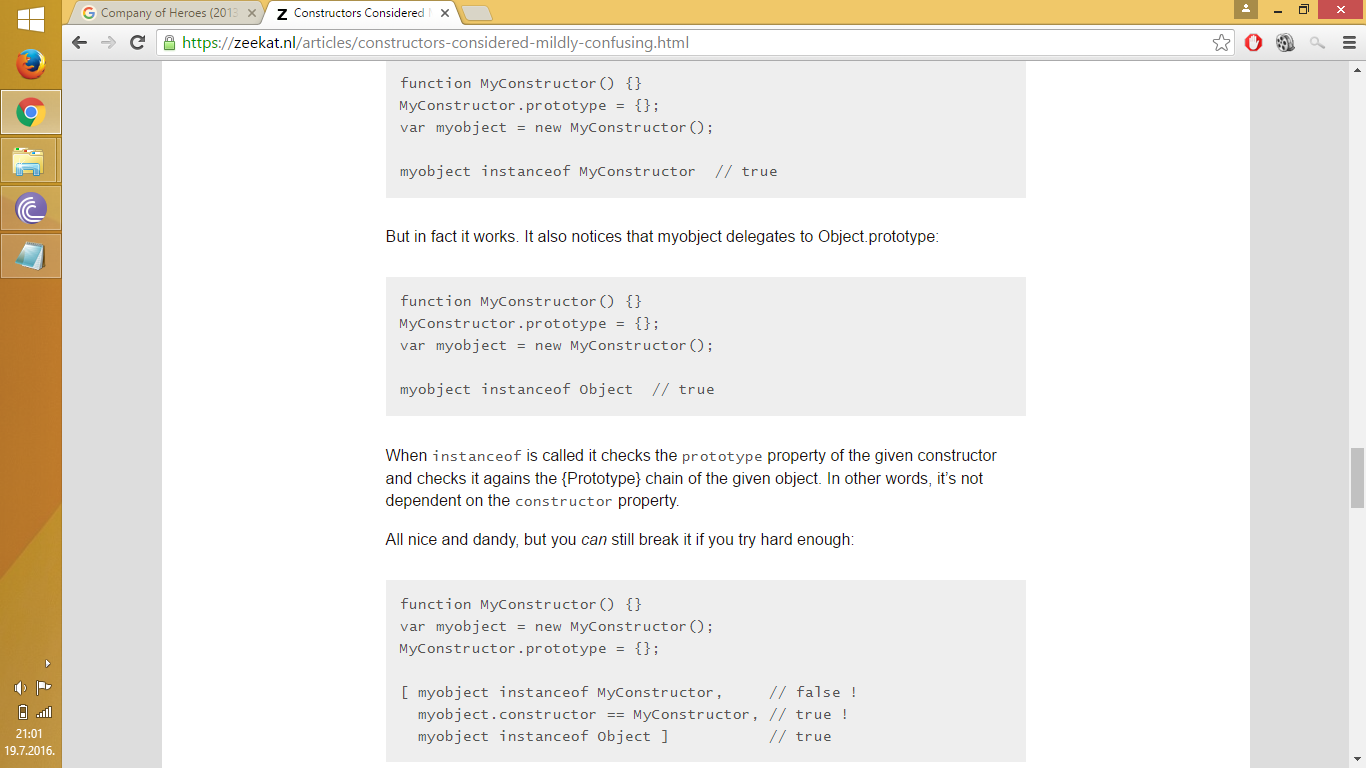 Company of Heroes (2013
Constructors Considered
https://zeekat.nl/articles/constructors-considered-mildly-confusing.html
function MyConstructor() {}
MyConstructor.prototype = {};
var myobject = new MyConstructor();
myobject instanceof MyConstructor  // true
But in fact it works. It also notices that myobject delegates to Object.prototype:
function MyConstructor() {}
MyConstructor.prototype = {};
var myobject = new MyConstructor();
myobject instanceof Object  // true
When instanceof is called it checks the prototype property of the given constructor
and checks it agains the {Prototype} chain of the given object. In other words, it’s not
dependent on the constructor property.
All nice and dandy, but you can still break it if you try hard enough:
function MyConstructor() {}
var myobject = new MyConstructor();
MyConstructor.prototype = {};
[ myobject instanceof MyConstructor,     // false !
myobject.constructor == MyConstructor, // true !
myobject instanceof Object ]           // true
21:01
19.7.2016.